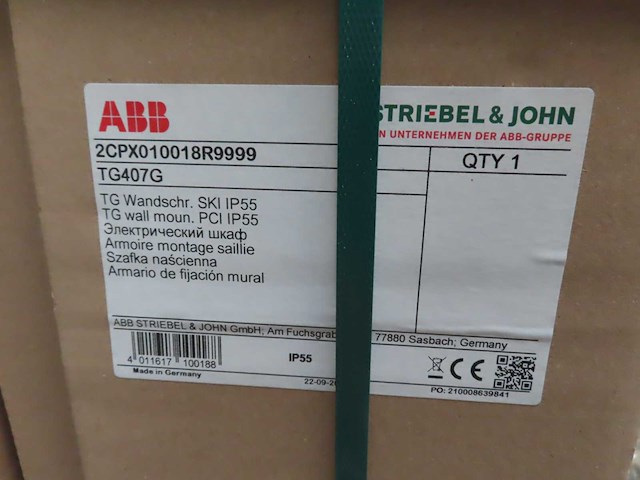 ABB
STRIEBEL & JOHN
UNTERNEHMEN DER ABB-GRUPPE
2CPX010018R9999
QTY 1
TG407G
TG Wandschr. SKI IP55
TG wall moun. PCI IP55
Электрический шкаф
Armoire montage saillie
Szafka naścienna
Armario de fijación mural
ABB STRIEBEL & JOHN GmbH; Am 77880 Sasbach; Germany
4 011617 100188
IP55
Made in Germany
PO: 210008639841